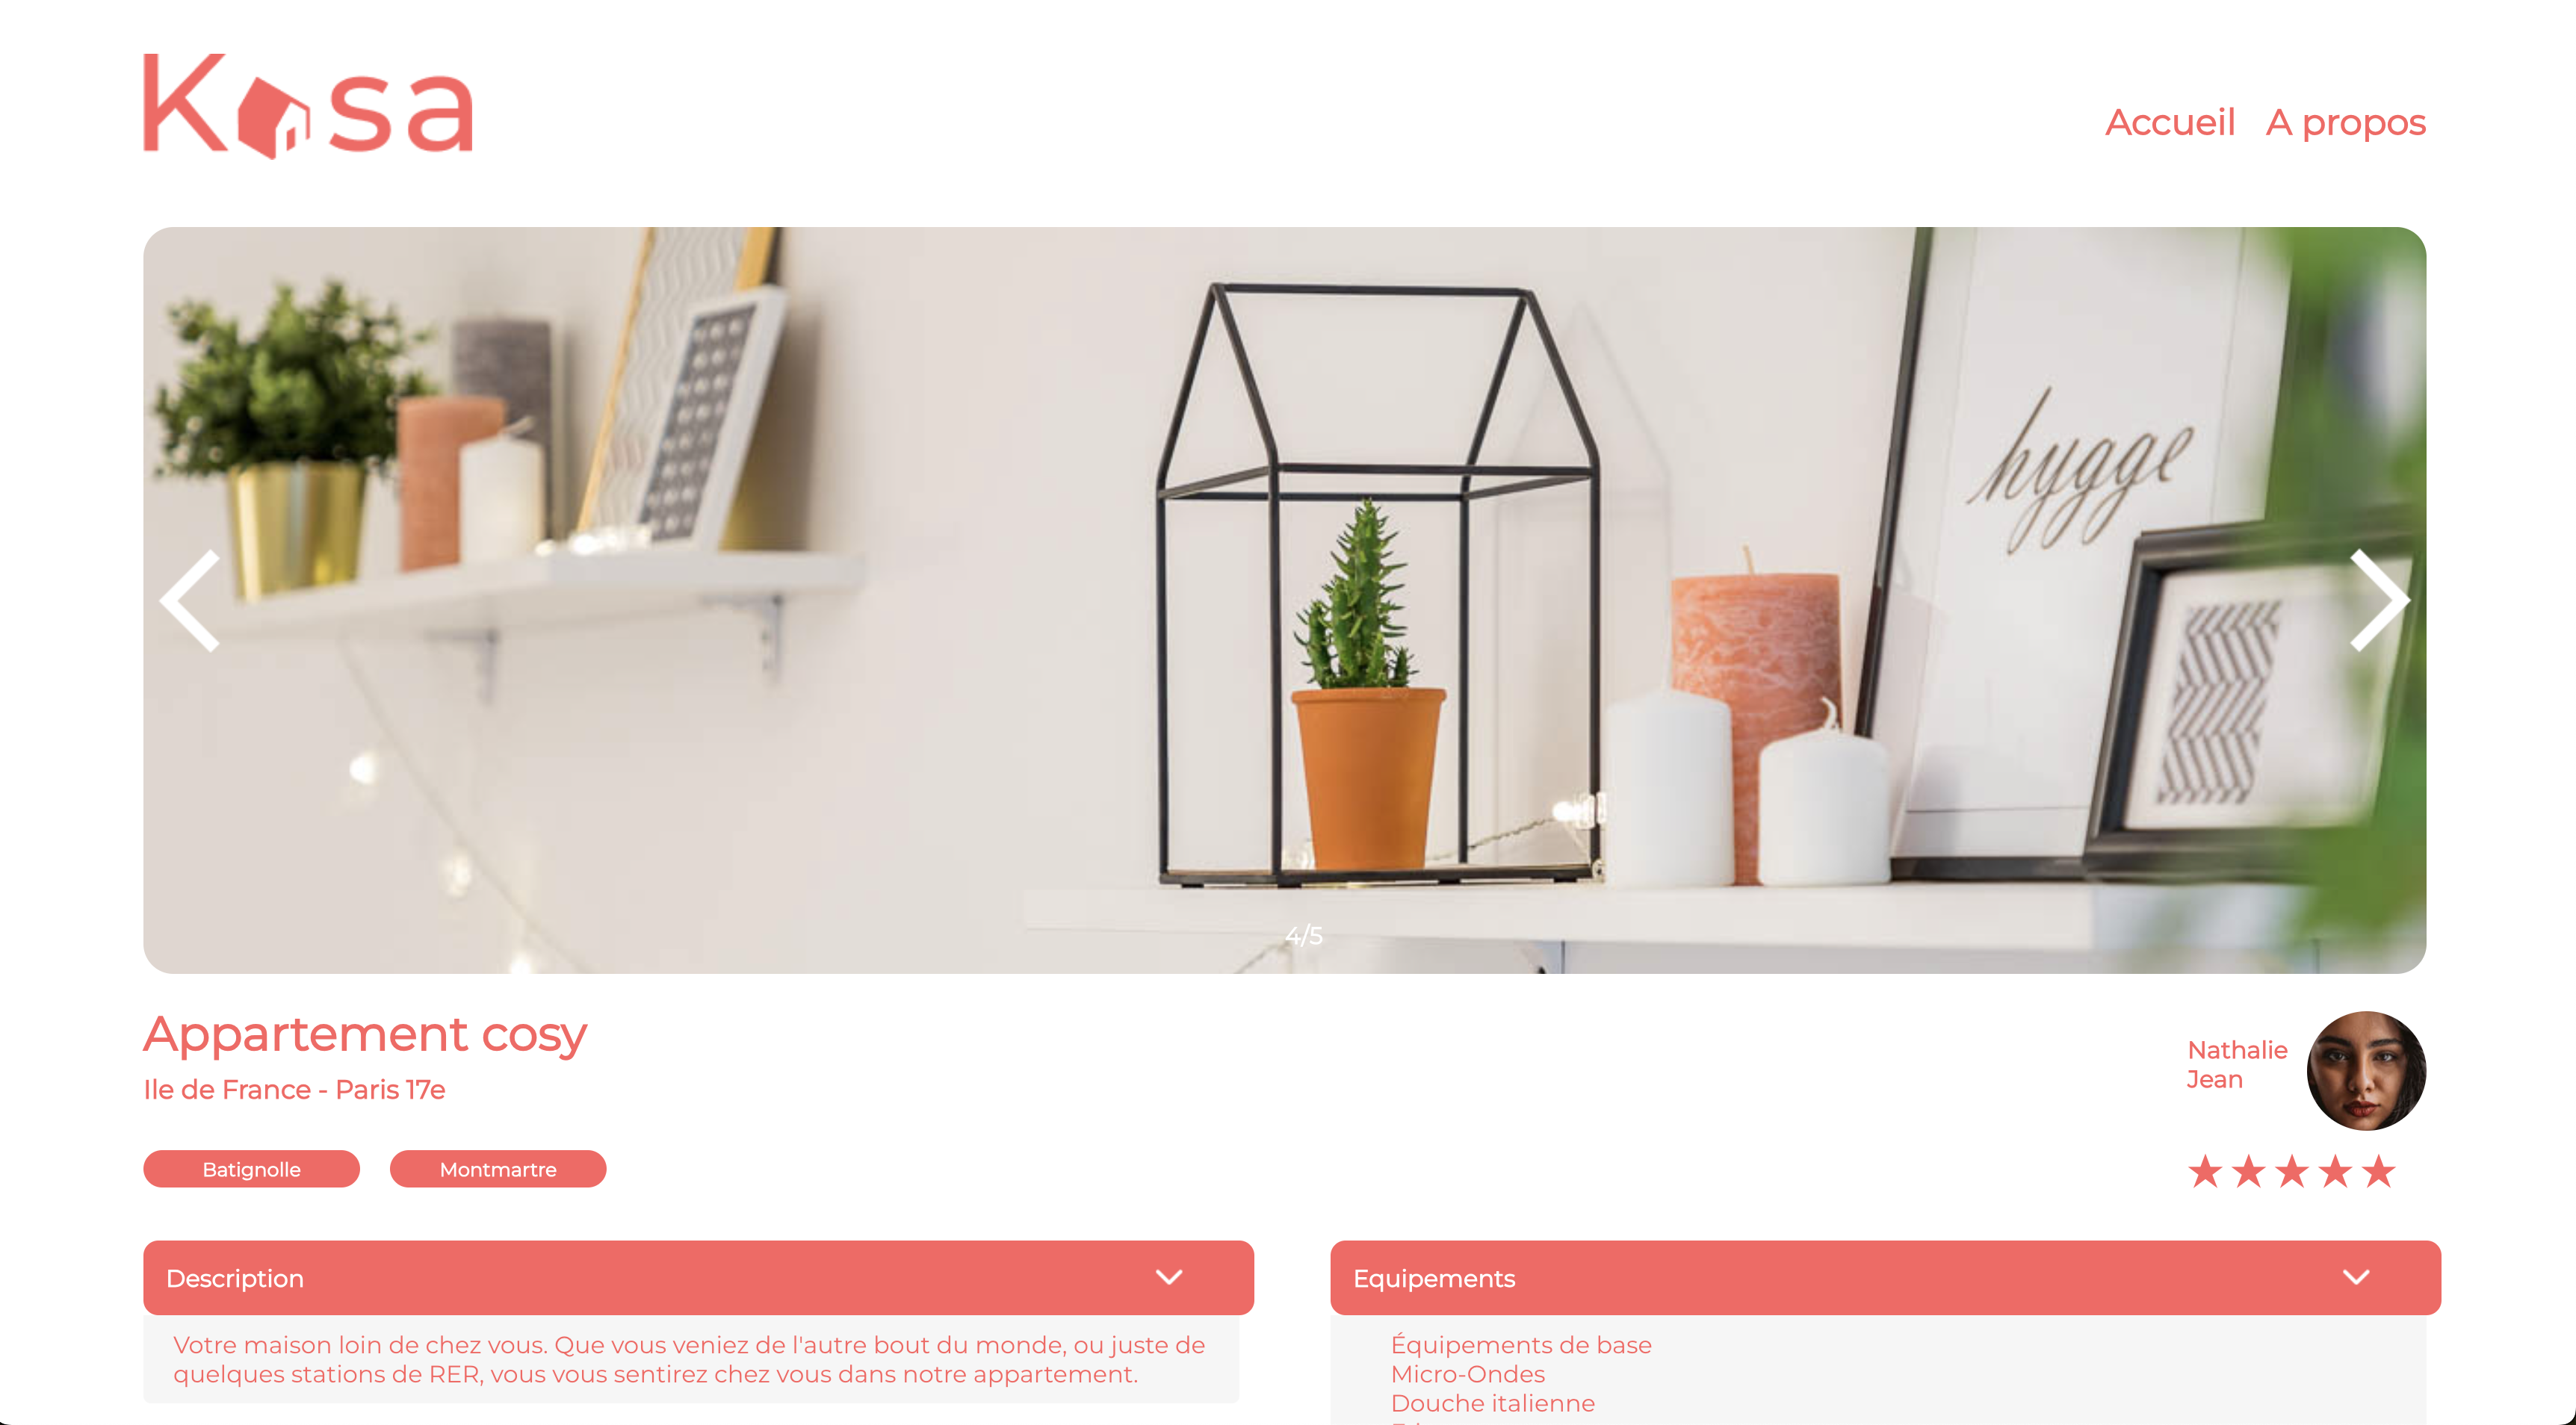 Kasa
Accueil A propos
hygge
4/5
Appartement cosy
Ile de France - Paris 17e
Batignolle
Montmartre
Nathalie
Jean
Description
Votre maison loin de chez vous. Que vous veniez de l'autre bout du monde, ou juste de
quelques stations de RER, vous vous sentirez chez vous dans notre appartement.
Equipements
Équipements de base
Micro-Ondes
Douche italienne